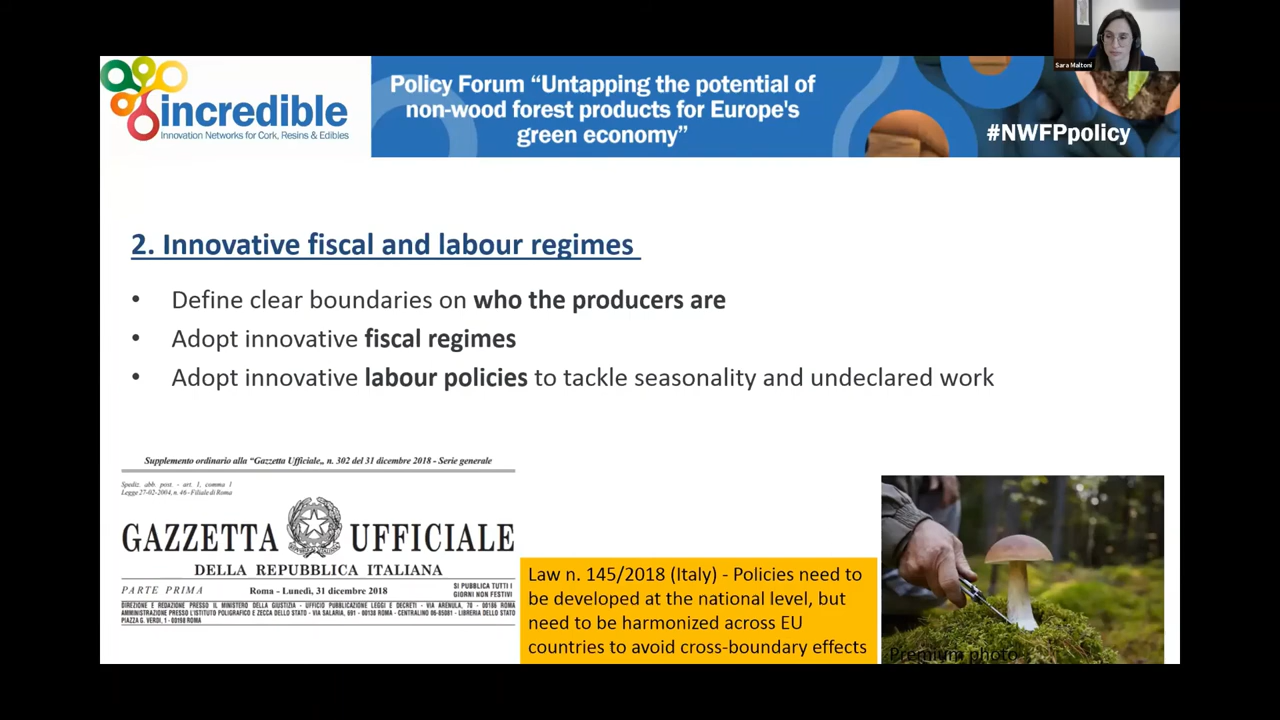 Sara Maltoni
incredible
Innovation Networks for Cork, Resins & Edibles
Policy Forum “Untapping the potential of
non-wood forest products for Europe's
green economy”
#NWFPpolicy
2. Innovative fiscal and labour regimes
• Define clear boundaries on who the producers are
• Adopt innovative fiscal regimes
• Adopt innovative labour policies to tackle seasonality and undeclared work
Supplemento ordinario alla “Gazzetta Ufficiale„ n. 302 del 31 dicembre 2018 - Serie generale
Spediz. abb. post. - art. 1, comma 1
Legge 27-02-2004, n. 46 - Filiale di Roma
GAZZETTA UFFICIALE
DELLA REPUBBLICA ITALIANA
PARTE PRIMA
Roma - Lunedì, 31 dicembre 2018
SI PUBBLICA TUTTI I
GIORNI NON FESTIVI
DIREZIONE E REDAZIONE PRESSO IL MINISTERO DELLA GIUSTIZIA - UFFICIO PUBBLICAZIONE LEGGI E DECRETI - VIA ARENULA, 70 - 00186 ROMA
AMMINISTRAZIONE PRESSO L'ISTITUTO POLIGRAFICO E ZECCA DELLO STATO - VIA SALARIA, 691 - 00138 ROMA - CENTRALINO 06-85081 - LIBRERIA DELLO STATO
PIAZZA G. VERDI, 1 - 00198 ROMA
Law n. 145/2018 (Italy) - Policies need to
be developed at the national level, but
need to be harmonized across EU
countries to avoid cross-boundary effects
Premium photo